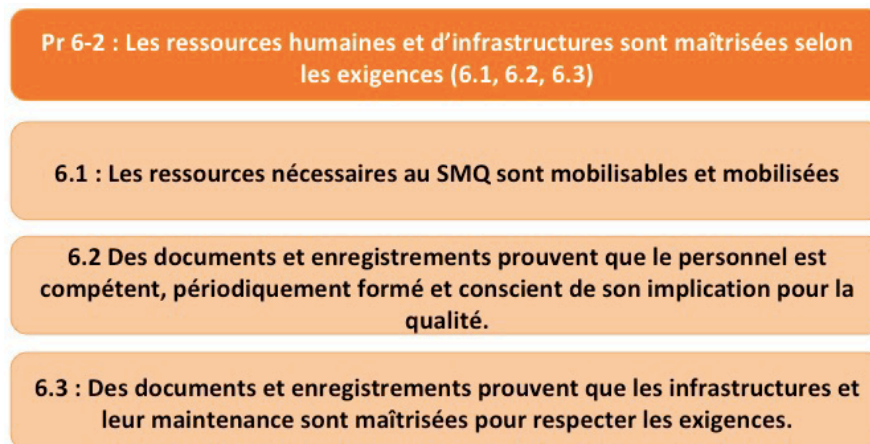 Pr 6-2 : Les ressources humaines et d’infrastructures sont maîtrisées selon
les exigences (6.1, 6.2, 6.3)
6.1 : Les ressources nécessaires au SMQ sont mobilisables et mobilisées
6.2 Des documents et enregistrements prouvent que le personnel est
compétent, périodiquement formé et conscient de son implication pour la
qualité.
6.3 : Des documents et enregistrements prouvent que les infrastructures et
leur maintenance sont maîtrisées pour respecter les exigences.